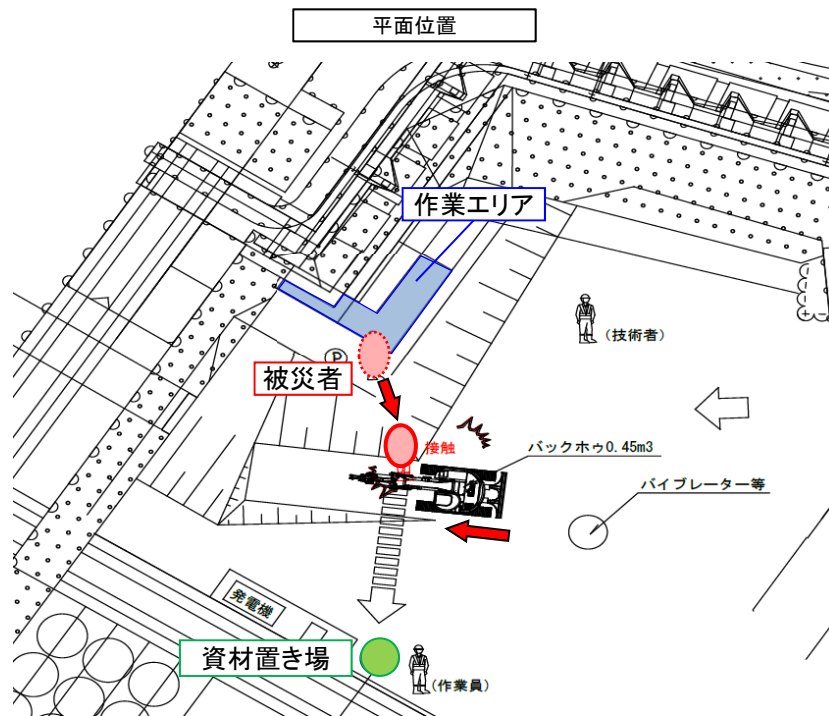 平面位置
作業エリア
(技術者)
P
被災者
接触
バックホゥ0.45m3
バイブレーター等
発電機
資材置き場
(作業員)